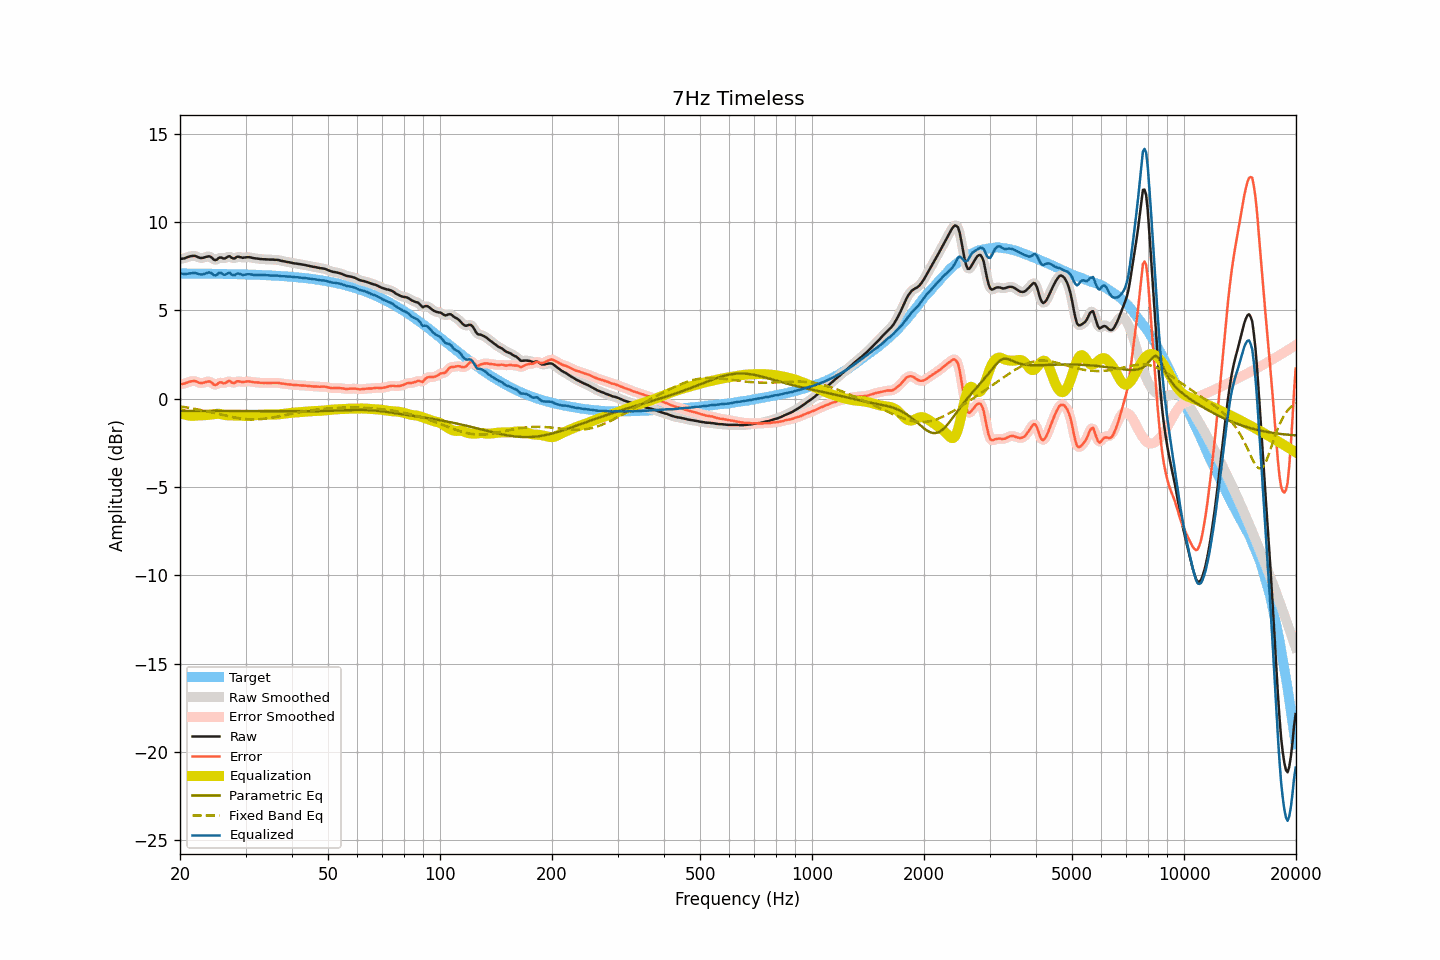 7Hz Timeless
15
10
5
0
−5
−10
−15
−20
−25
Amplitude (dBr)
Target
Raw Smoothed
Error Smoothed
Raw
Error
Equalization
Parametric Eq
Fixed Band Eq
Equalized
20 50 100 200 500 1000 2000 5000 10000 20000
Frequency (Hz)